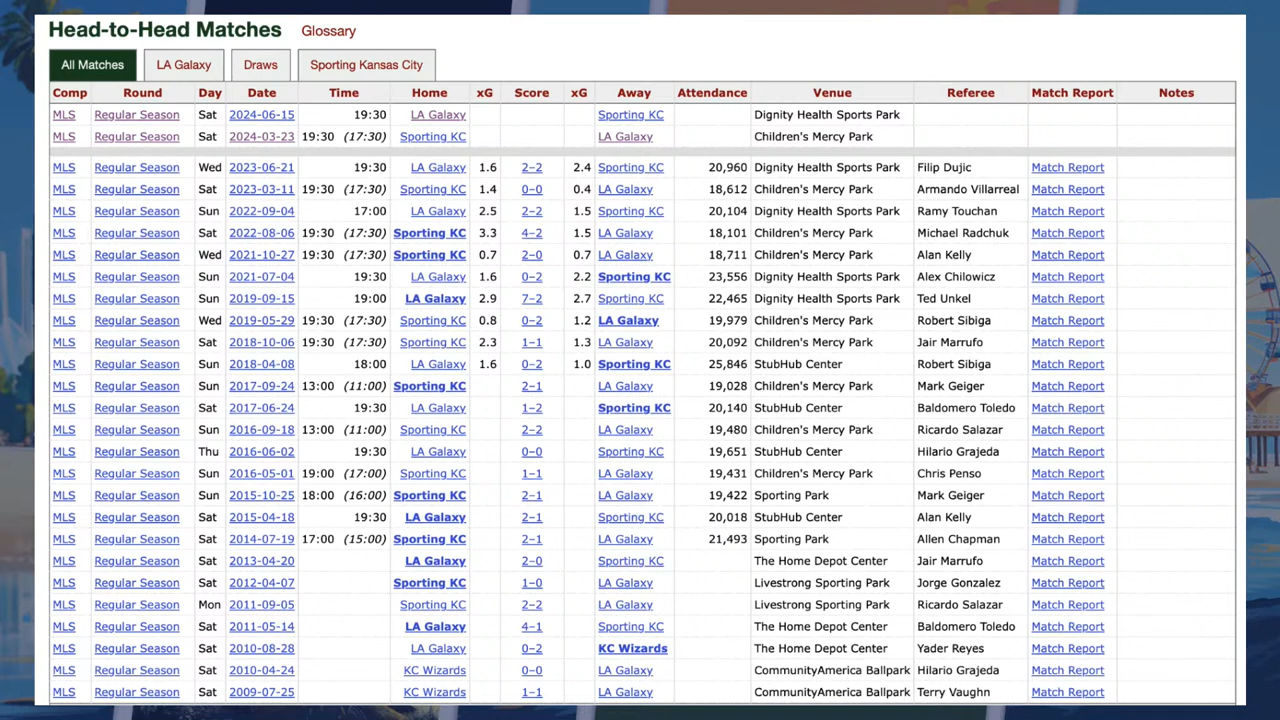 Head-to-Head Matches Glossary
All Matches LA Galaxy Draws Sporting Kansas City
Comp Round Day Date Time Home xG Score xG Away Attendance Venue Referee Match Report Notes
MLS Regular Season Sat 2024-06-15 19:30 LA Galaxy Sporting KC Dignity Health Sports Park
MLS Regular Season Sat 2024-03-23 19:30 (17:30) Sporting KC LA Galaxy Children's Mercy Park
MLS Regular Season Wed 2023-06-21 19:30 LA Galaxy 1.6 2–2 2.4 Sporting KC 20,960 Dignity Health Sports Park Filip Dujic Match Report
MLS Regular Season Sat 2023-03-11 19:30 (17:30) Sporting KC 1.4 0–0 0.4 LA Galaxy 18,612 Children's Mercy Park Armando Villarreal Match Report
MLS Regular Season Sun 2022-09-04 17:00 LA Galaxy 2.5 2–2 1.5 Sporting KC 20,104 Dignity Health Sports Park Ramy Touchan Match Report
MLS Regular Season Sat 2022-08-06 19:30 (17:30) Sporting KC 3.3 4–2 1.5 LA Galaxy 18,101 Children's Mercy Park Michael Radchuk Match Report
MLS Regular Season Wed 2021-10-27 19:30 (17:30) Sporting KC 0.7 2–0 0.7 LA Galaxy 18,711 Children's Mercy Park Alan Kelly Match Report
MLS Regular Season Sun 2021-07-04 19:30 LA Galaxy 1.6 0–2 2.2 Sporting KC 23,556 Dignity Health Sports Park Alex Chilowicz Match Report
MLS Regular Season Sun 2019-09-15 19:00 LA Galaxy 2.9 7–2 2.7 Sporting KC 22,465 Dignity Health Sports Park Ted Unkel Match Report
MLS Regular Season Wed 2019-05-29 19:30 (17:30) Sporting KC 0.8 0–2 1.2 LA Galaxy 19,979 Children's Mercy Park Robert Sibiga Match Report
MLS Regular Season Sat 2018-10-06 19:30 (17:30) Sporting KC 2.3 1–1 1.3 LA Galaxy 20,092 Children's Mercy Park Jair Marrufo Match Report
MLS Regular Season Sun 2018-04-08 18:00 LA Galaxy 1.6 0–2 1.0 Sporting KC 25,846 StubHub Center Robert Sibiga Match Report
MLS Regular Season Sun 2017-09-24 13:00 (11:00) Sporting KC 2–1 LA Galaxy 19,028 Children's Mercy Park Mark Geiger Match Report
MLS Regular Season Sat 2017-06-24 19:30 LA Galaxy 1–2 Sporting KC 20,140 StubHub Center Baldomero Toledo Match Report
MLS Regular Season Sun 2016-09-18 13:00 (11:00) Sporting KC 2–2 LA Galaxy 19,480 Children's Mercy Park Ricardo Salazar Match Report
MLS Regular Season Thu 2016-06-02 19:30 LA Galaxy 0–0 Sporting KC 19,651 StubHub Center Hilario Grajeda Match Report
MLS Regular Season Sun 2016-05-01 19:00 (17:00) Sporting KC 1–1 LA Galaxy 19,431 Children's Mercy Park Chris Penso Match Report
MLS Regular Season Sun 2015-10-25 18:00 (16:00) Sporting KC 2–1 LA Galaxy 19,422 Sporting Park Mark Geiger Match Report
MLS Regular Season Sat 2015-04-18 19:30 LA Galaxy 2–1 Sporting KC 20,018 StubHub Center Alan Kelly Match Report
MLS Regular Season Sat 2014-07-19 17:00 (15:00) Sporting KC 2–1 LA Galaxy 21,493 Sporting Park Allen Chapman Match Report
MLS Regular Season Sat 2013-04-20 LA Galaxy 2–0 Sporting KC The Home Depot Center Jair Marrufo Match Report
MLS Regular Season Sat 2012-04-07 Sporting KC 1–0 LA Galaxy Livestrong Sporting Park Jorge Gonzalez Match Report
MLS Regular Season Mon 2011-09-05 Sporting KC 2–2 LA Galaxy Livestrong Sporting Park Ricardo Salazar Match Report
MLS Regular Season Sat 2011-05-14 LA Galaxy 4–1 Sporting KC The Home Depot Center Baldomero Toledo Match Report
MLS Regular Season Sat 2010-08-28 LA Galaxy 0–2 KC Wizards The Home Depot Center Yader Reyes Match Report
MLS Regular Season Sat 2010-04-24 KC Wizards 0–0 LA Galaxy CommunityAmerica Ballpark Hilario Grajeda Match Report
MLS Regular Season Sat 2009-07-25 KC Wizards 1–1 LA Galaxy CommunityAmerica Ballpark Terry Vaughn Match Report